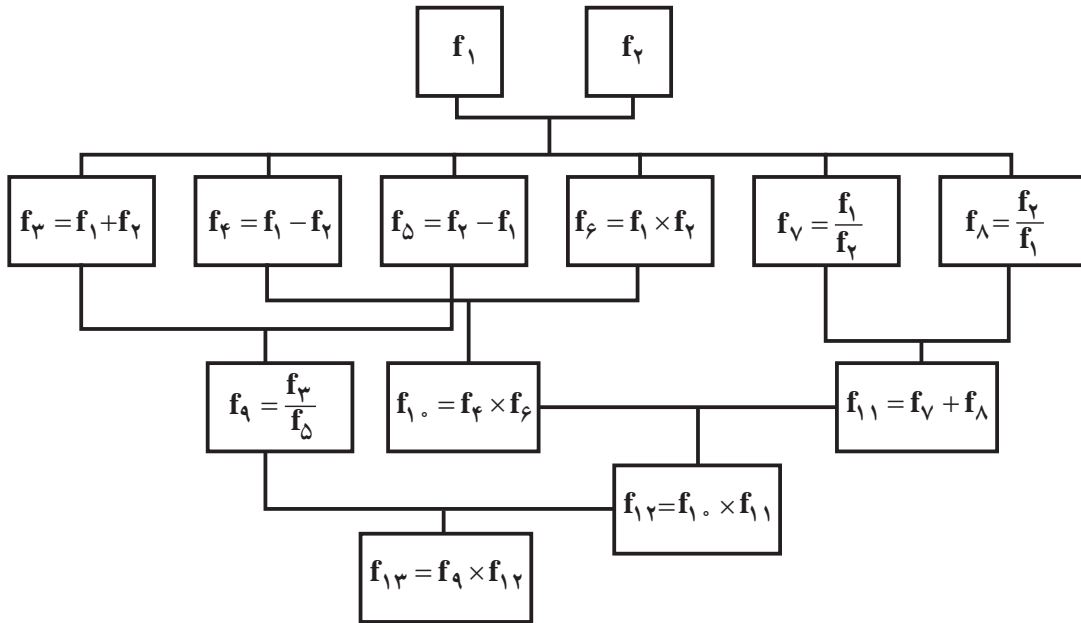 f۱
f۲
f۳ = f۱ + f۲
f۴ = f۱ − f۲
f۵ = f۲ − f۱
f۶ = f۱ × f۲
f۷ = f۱/f۲
f۸ = f۲/f۱
f۹ = f۳/f۵
f۱۰ = f۴ × f۶
f۱۱ = f۷ + f۸
f۱۲ = f۱۰ × f۱۱
f۱۳ = f۹ × f۱۲